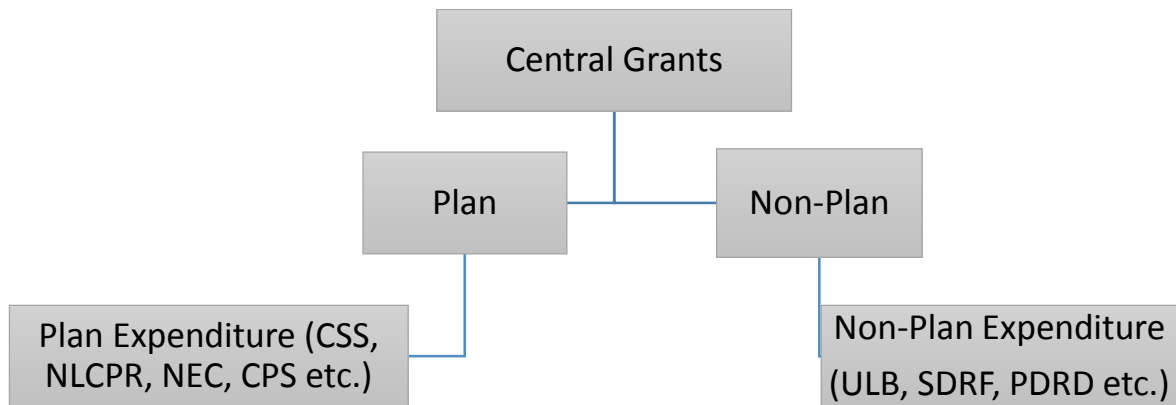 Central Grants
Plan
Non-Plan
Plan Expenditure (CSS,
NLCPR, NEC, CPS etc.)
Non-Plan Expenditure
(ULB, SDRF, PDRD etc.)